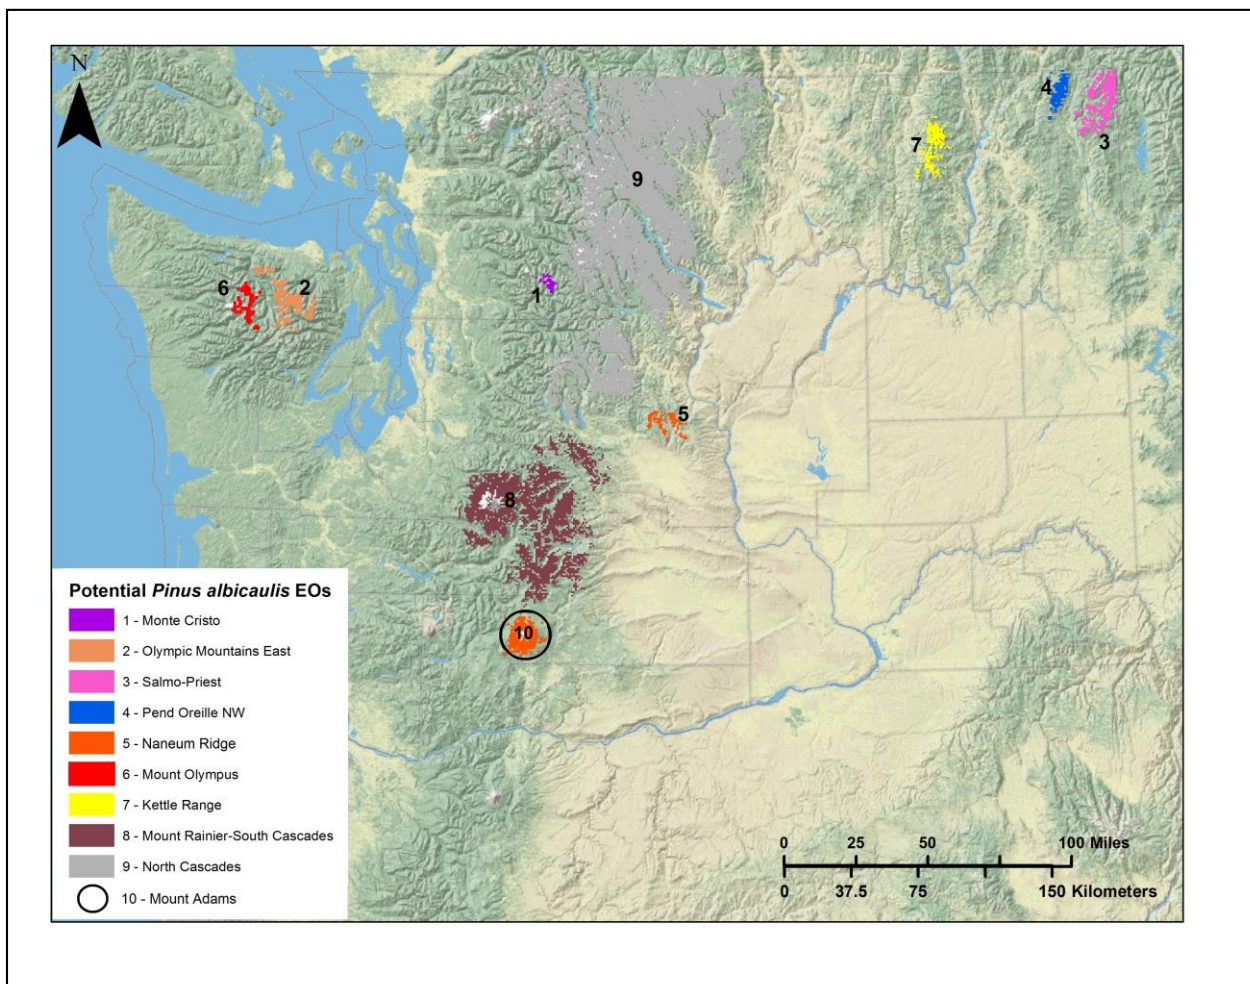 N
4
3
7
9
1
6
2
5
8
10
Potential Pinus albicaulis EOs
1 - Monte Cristo
2 - Olympic Mountains East
3 - Salmo-Priest
4 - Pend Oreille NW
5 - Naneum Ridge
6 - Mount Olympus
7 - Kettle Range
8 - Mount Rainier-South Cascades
9 - North Cascades
10 - Mount Adams
0 25 50 100 Miles
0 37.5 75 150 Kilometers